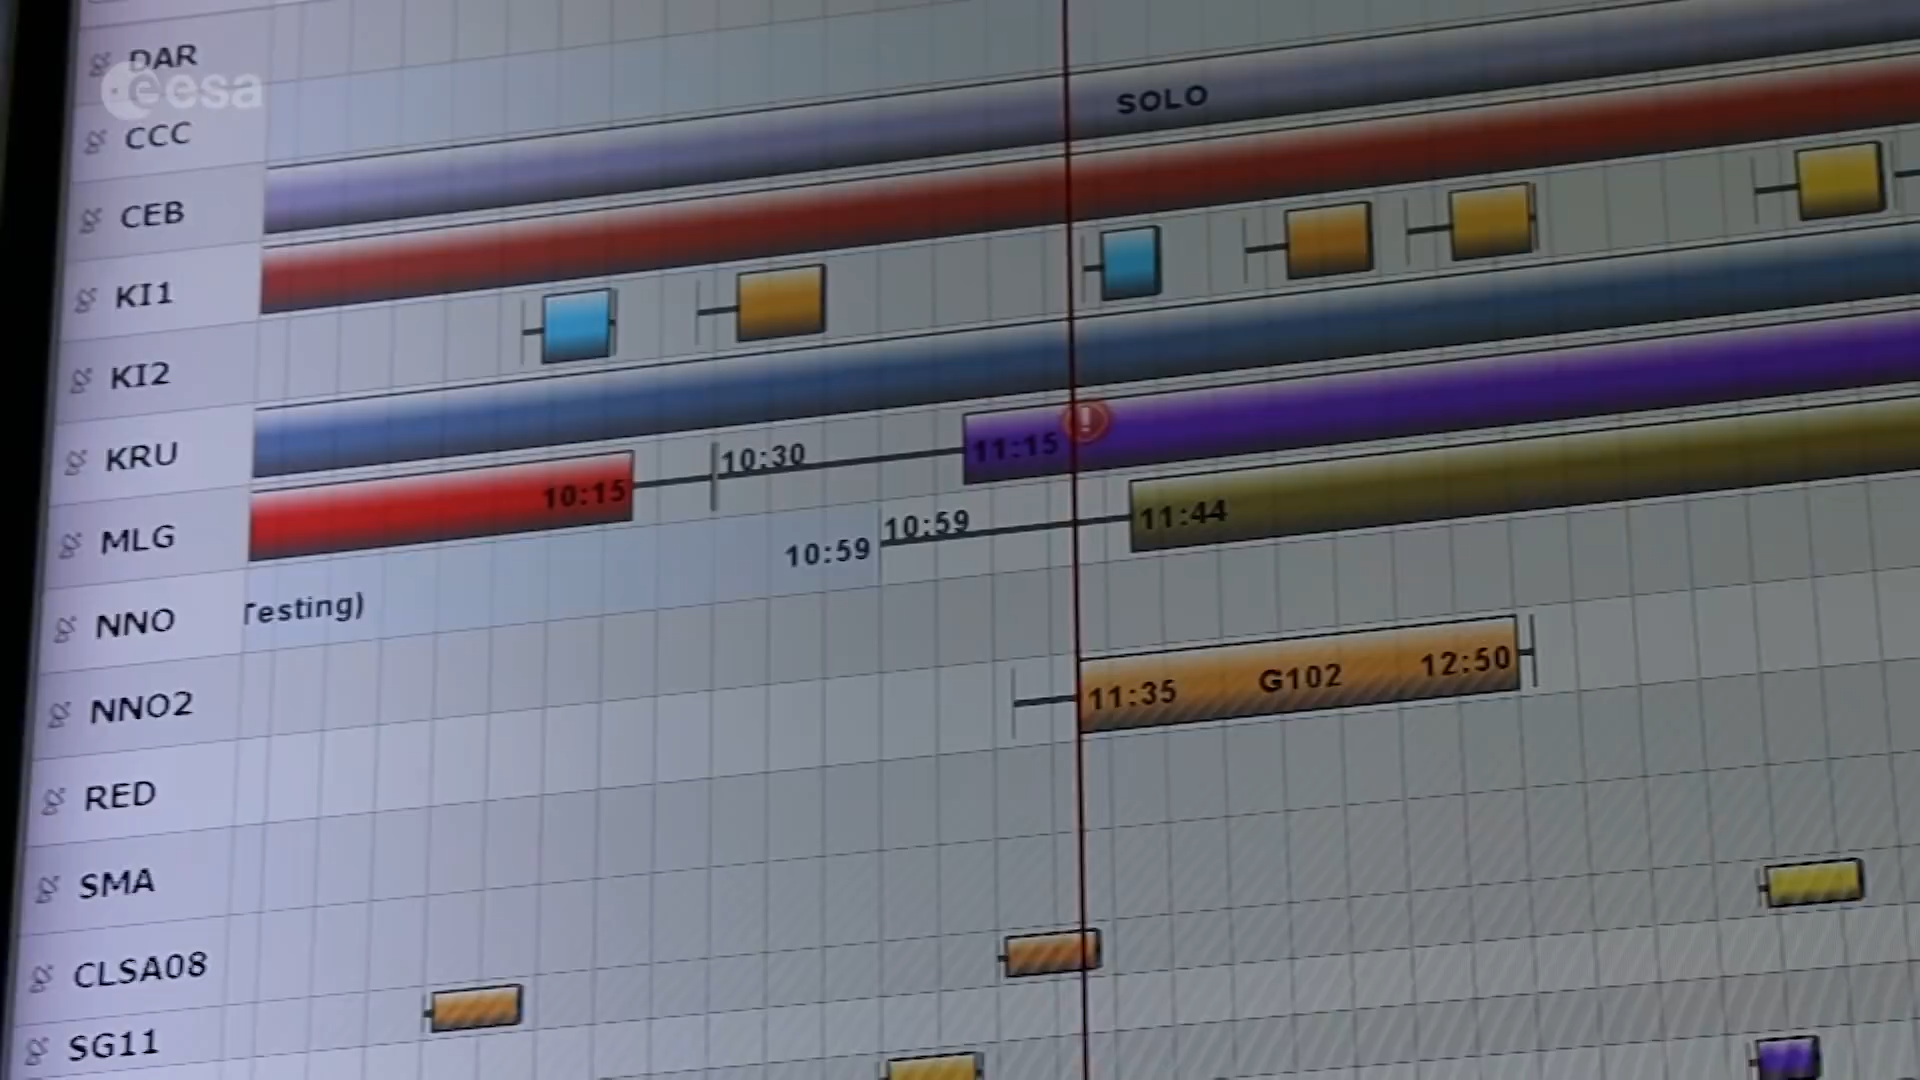 DAR
esa
CCC
SOLO
CEB
KI1
KI2
KRU
10:15
10:30
11:15
MLG
10:59
10:59
11:44
NNO
Testing)
NNO2
11:35
G102
12:50
RED
SMA
CLSA08
SG11